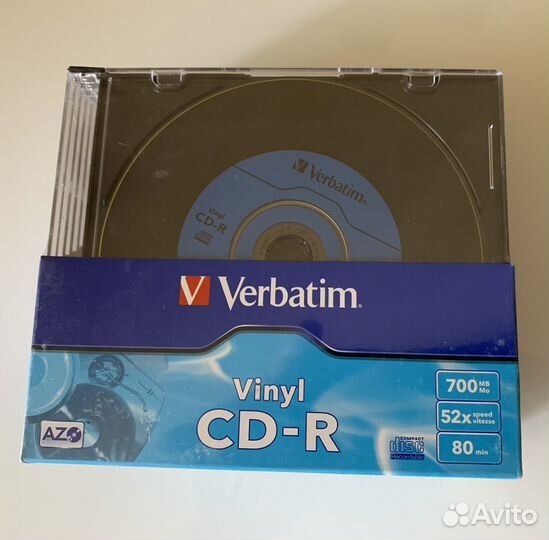 Verbatim®
Vinyl
CD-R
Verbatim®
Vinyl
CD-R
AZO
COMPACT
disc
Recordable
700 MB Mo
52x speed vitesse
80 min
Avito